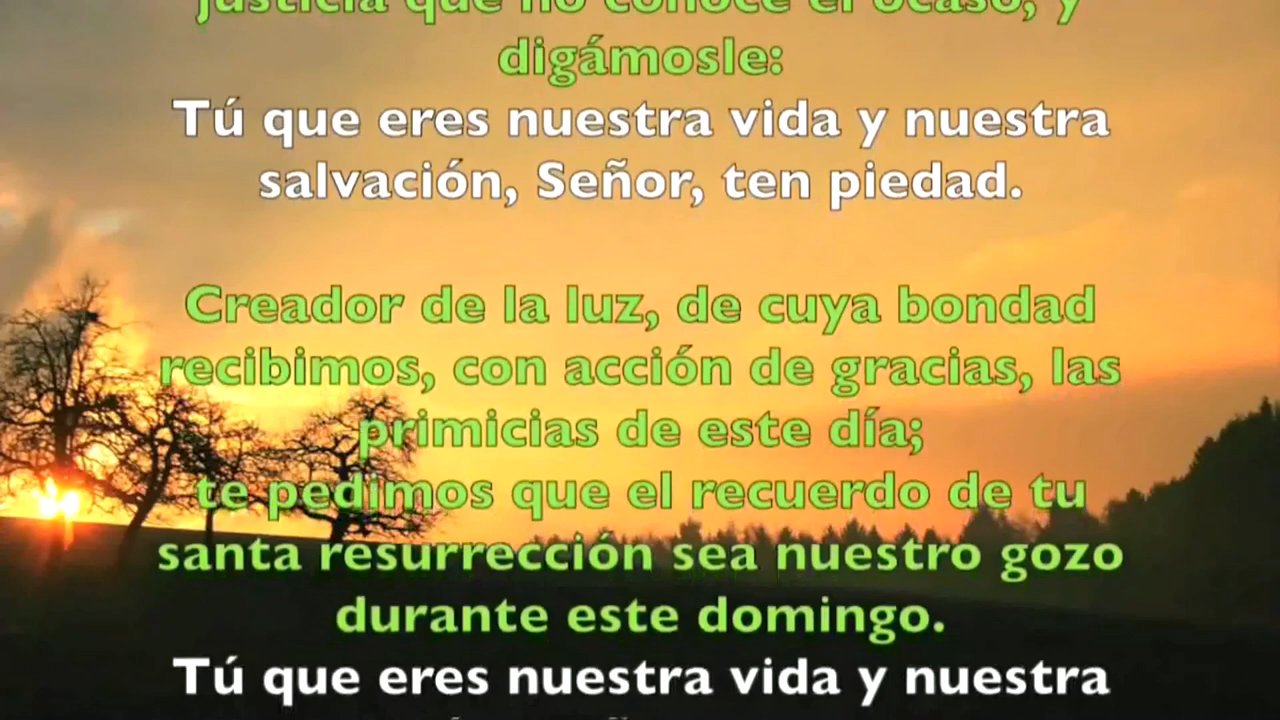 justicia que no conoce el ocaso, y
digámosle:
Tú que eres nuestra vida y nuestra
salvación, Señor, ten piedad.
Creador de la luz, de cuya bondad
recibimos, con acción de gracias, las
primicias de este día;
te pedimos que el recuerdo de tu
santa resurrección sea nuestro gozo
durante este domingo.
Tú que eres nuestra vida y nuestra